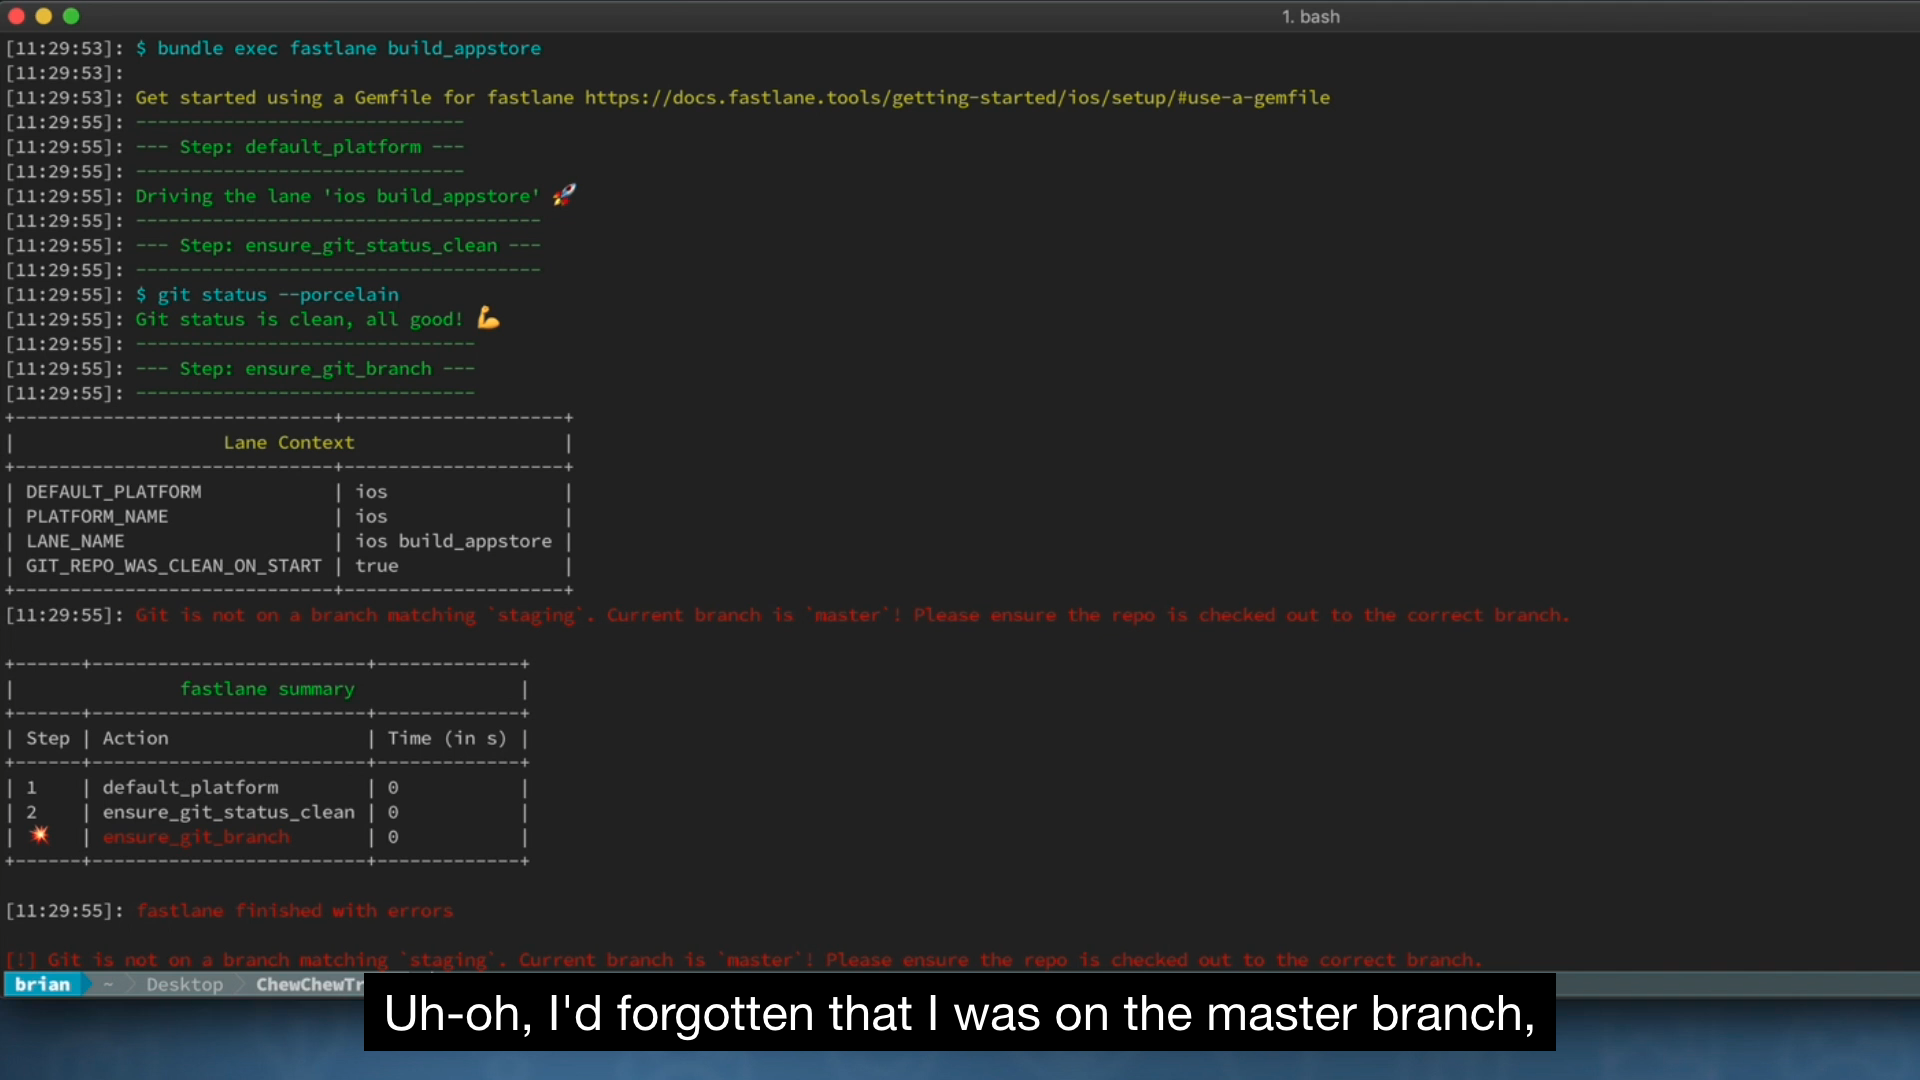 1. bash
[11:29:53]: $ bundle exec fastlane build_appstore
[11:29:53]:
[11:29:53]: Get started using a Gemfile for fastlane https://docs.fastlane.tools/getting-started/ios/setup/#use-a-gemfile
[11:29:55]: ------------------------------
[11:29:55]: --- Step: default_platform ---
[11:29:55]: ------------------------------
[11:29:55]: Driving the lane 'ios build_appstore' 🚀
[11:29:55]: -------------------------------------
[11:29:55]: --- Step: ensure_git_status_clean ---
[11:29:55]: -------------------------------------
[11:29:55]: $ git status --porcelain
[11:29:55]: Git status is clean, all good! 💪
[11:29:55]: -------------------------------
[11:29:55]: --- Step: ensure_git_branch ---
[11:29:55]: -------------------------------
+-----------------------------+--------------------+
|                   Lane Context                   |
+-----------------------------+--------------------+
| DEFAULT_PLATFORM            | ios                |
| PLATFORM_NAME               | ios                |
| LANE_NAME                   | ios build_appstore |
| GIT_REPO_WAS_CLEAN_ON_START | true               |
+-----------------------------+--------------------+
[11:29:55]: Git is not on a branch matching `staging`. Current branch is `master`! Please ensure the repo is checked out to the correct branch.
+------+-------------------------+-------------+
|               fastlane summary               |
+------+-------------------------+-------------+
| Step | Action                  | Time (in s) |
+------+-------------------------+-------------+
| 1    | default_platform        | 0           |
| 2    | ensure_git_status_clean | 0           |
| 💥   | ensure_git_branch       | 0           |
+------+-------------------------+-------------+
[11:29:55]: fastlane finished with errors
[!] Git is not on a branch matching `staging`. Current branch is `master`! Please ensure the repo is checked out to the correct branch.
brian ~ Desktop ChewChewTr
Uh-oh, I'd forgotten that I was on the master branch,